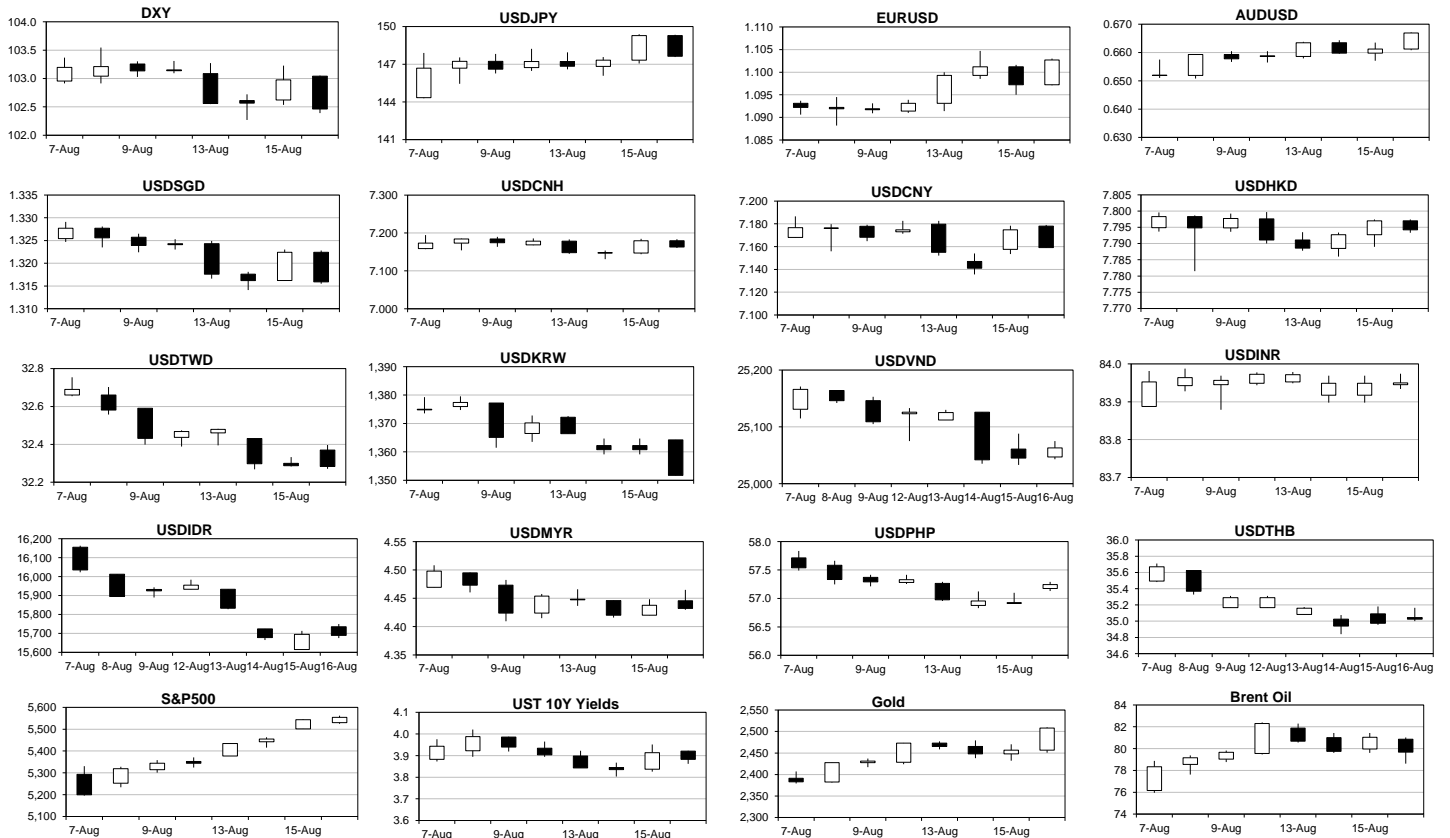 DXY
104.0
103.5
103.0
102.5
102.0
7-Aug 9-Aug 13-Aug 15-Aug
USDJPY
150
147
144
141
7-Aug 9-Aug 13-Aug 15-Aug
EURUSD
1.110
1.105
1.100
1.095
1.090
1.085
7-Aug 9-Aug 13-Aug 15-Aug
AUDUSD
0.670
0.660
0.650
0.640
0.630
7-Aug 9-Aug 13-Aug 15-Aug
USDSGD
1.335
1.330
1.325
1.320
1.315
1.310
7-Aug 9-Aug 13-Aug 15-Aug
USDCNH
7.300
7.200
7.100
7.000
7-Aug 9-Aug 13-Aug 15-Aug
USDCNY
7.200
7.180
7.160
7.140
7.120
7.100
7-Aug 9-Aug 13-Aug 15-Aug
USDHKD
7.805
7.800
7.795
7.790
7.785
7.780
7.775
7.770
7-Aug 9-Aug 13-Aug 15-Aug
USDTWD
32.8
32.6
32.4
32.2
7-Aug 9-Aug 13-Aug 15-Aug
USDKRW
1,390
1,380
1,370
1,360
1,350
7-Aug 9-Aug 13-Aug 15-Aug
USDVND
25,200
25,100
25,000
7-Aug 8-Aug 9-Aug 12-Aug 13-Aug 14-Aug 15-Aug 16-Aug
USDINR
84.0
83.9
83.8
83.7
7-Aug 9-Aug 13-Aug 15-Aug
USDIDR
16,200
16,100
16,000
15,900
15,800
15,700
15,600
7-Aug 8-Aug 9-Aug 12-Aug 13-Aug 14-Aug 15-Aug 16-Aug
USDMYR
4.55
4.50
4.45
4.40
4.35
7-Aug 9-Aug 13-Aug 15-Aug
USDPHP
58.0
57.5
57.0
56.5
56.0
7-Aug 9-Aug 13-Aug 15-Aug
USDTHB
36.0
35.8
35.6
35.4
35.2
35.0
34.8
34.6
7-Aug 8-Aug 9-Aug 12-Aug 13-Aug 14-Aug 15-Aug 16-Aug
S&P500
5,600
5,500
5,400
5,300
5,200
5,100
7-Aug 9-Aug 13-Aug 15-Aug
UST 10Y Yields
4.1
4.0
3.9
3.8
3.7
3.6
7-Aug 9-Aug 13-Aug 15-Aug
Gold
2,550
2,500
2,450
2,400
2,350
2,300
7-Aug 9-Aug 13-Aug 15-Aug
Brent Oil
84
82
80
78
76
74
7-Aug 9-Aug 13-Aug 15-Aug